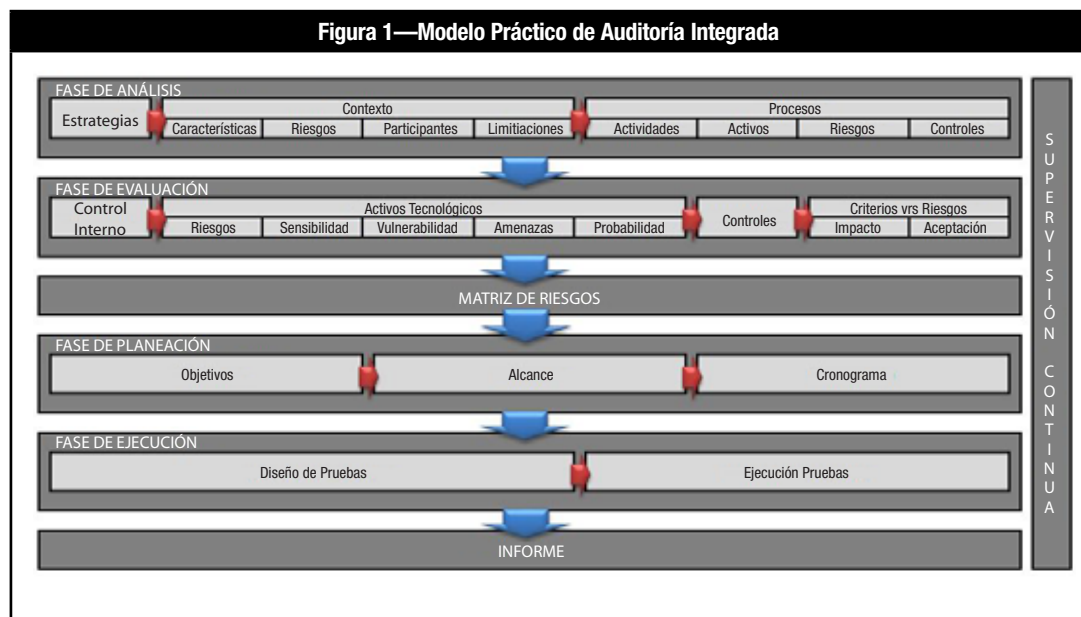 Figura 1—Modelo Práctico de Auditoría Integrada
FASE DE ANÁLISIS
Estrategias
Contexto
Características Riesgos Participantes Limitiaciones
Procesos
Actividades Activos Riesgos Controles
FASE DE EVALUACIÓN
Control
Interno
Activos Tecnológicos
Riesgos Sensibilidad Vulnerabilidad Amenazas Probabilidad
Controles
Criterios vrs Riesgos
Impacto Aceptación
MATRIZ DE RIESGOS
FASE DE PLANEACIÓN
Objetivos Alcance Cronograma
FASE DE EJECUCIÓN
Diseño de Pruebas Ejecución Pruebas
INFORME
SUPERVISIÓN CONTINUA